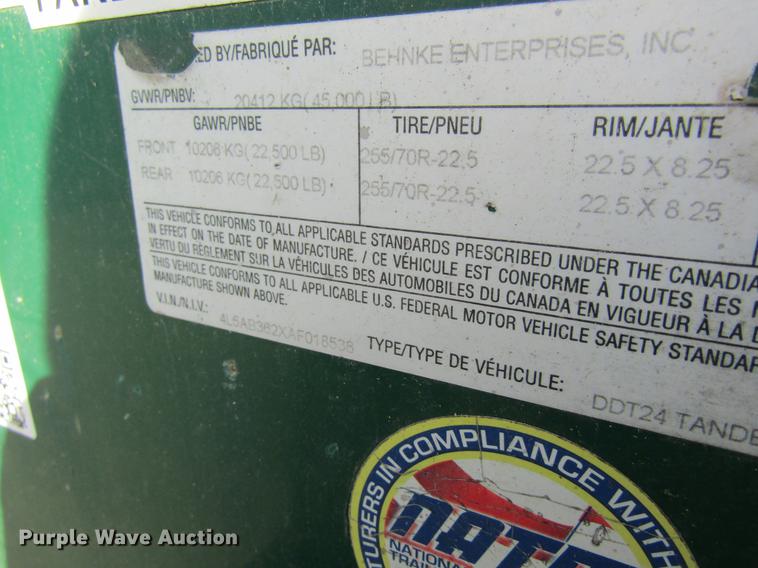 ED BY/FABRIQUÉ PAR: BEHNKE ENTERPRISES, INC
GVWR/PNBV: 20412 KG( 45,000 LB)
GAWR/PNBE TIRE/PNEU RIM/JANTE
FRONT 10206 KG( 22,500 LB) 255/70R-22.5 22.5 X 8.25
REAR 10206 KG( 22,500 LB) 255/70R-22.5 22.5 X 8.25
THIS VEHICLE CONFORMS TO ALL APPLICABLE STANDARDS PRESCRIBED UNDER THE CANADIA
IN EFFECT ON THE DATE OF MANUFACTURE. / CE VÉHICULE EST CONFORME À TOUTES LES N
VERTU DU RÈGLEMENT SUR LA VÉHICULES DES AUTOMOBILES DU CANADA EN VIGUEUR À LA D
THIS VEHICLE CONFORMS TO ALL APPLICABLE U.S. FEDERAL MOTOR VEHICLE SAFETY STANDAR
MANUFACTURE SHOWN ABOVE.
V.I.N./N.I.V: 4L5AB362XAF018538 TYPE/TYPE DE VÉHICULE: DDT24 TANDE
TURERS IN COMPLIANCE WITH
NAT
NATIONAL
TRAIL
Purple Wave Auction